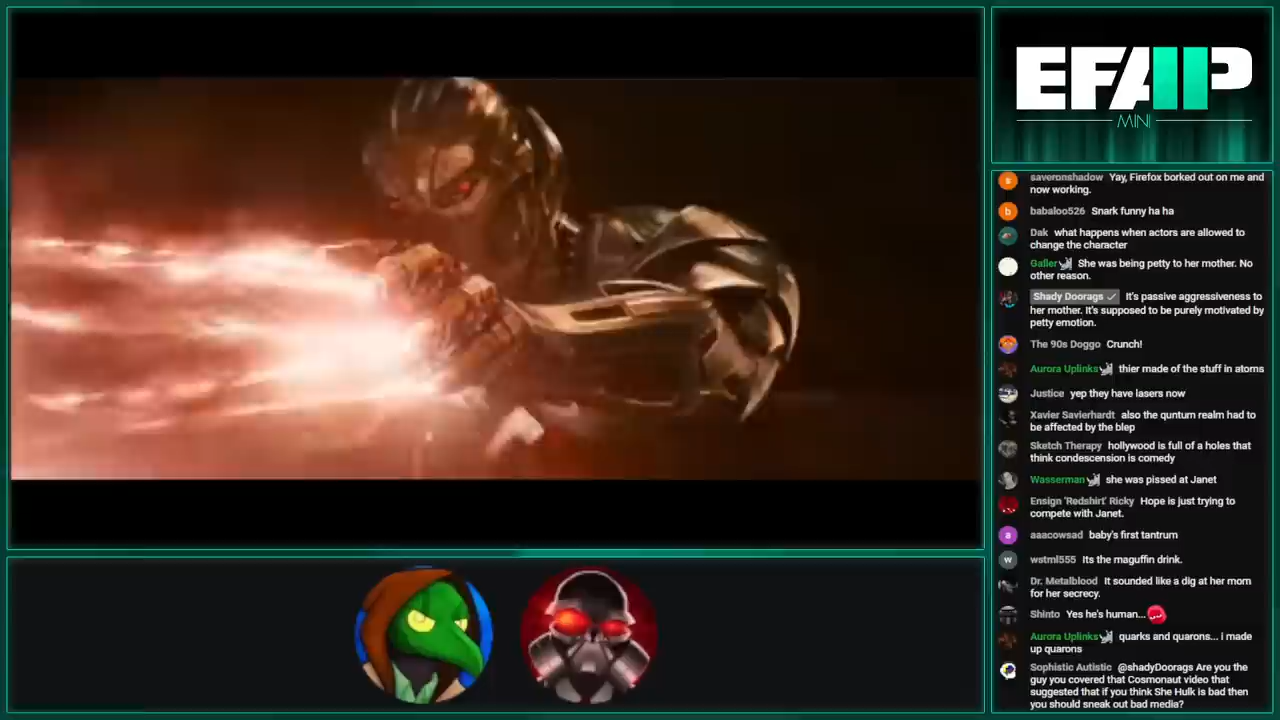 EFAP
MINI
saveronshadow Yay, Firefox borked out on me and
now working.
babaloo526 Snark funny ha ha
Dak what happens when actors are allowed to
change the character
Galler She was being petty to her mother. No
other reason.
Shady Doorags ✓ It's passive aggressiveness to
her mother. It's supposed to be purely motivated by
petty emotion.
The 90s Doggo Crunch!
Aurora Uplinks thier made of the stuff in atoms
Justice yep they have lasers now
Xavier Savierhardt also the quntum realm had to
be affected by the blep
Sketch Therapy hollywood is full of a holes that
think condescension is comedy
Wasserman she was pissed at Janet
Ensign 'Redshirt' Ricky Hope is just trying to
compete with Janet.
aaacowsad baby's first tantrum
wstml555 Its the maguffin drink.
Dr. Metalblood It sounded like a dig at her mom
for her secrecy.
Shinto Yes he's human...
Aurora Uplinks quarks and quarons... i made
up quarons
Sophistic Autistic @shadyDoorags Are you the
guy you covered that Cosmonaut video that
suggested that if you think She Hulk is bad then
you should sneak out bad media?